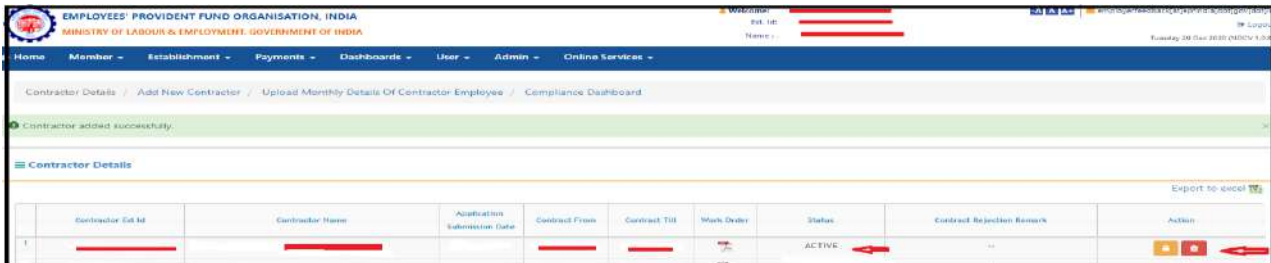 EMPLOYEES' PROVIDENT FUND ORGANISATION, INDIA
MINISTRY OF LABOUR & EMPLOYMENT. GOVERNMENT OF INDIA
Welcome:
Est. Id:
Name :
-A A A+
Home Member Establishment Payments Dashboards User Admin Online Services
Contractor Details / Add New Contractor / Upload Monthly Details Of Contractor Employee / Compliance Dashboard
Contractor added successfully.
Contractor Details
Export to excel
Contractor Est Id Contractor Name Application Submission Date Contract From Contract Till Work Order Status Contract Rejection Remark Action
1 ACTIVE --